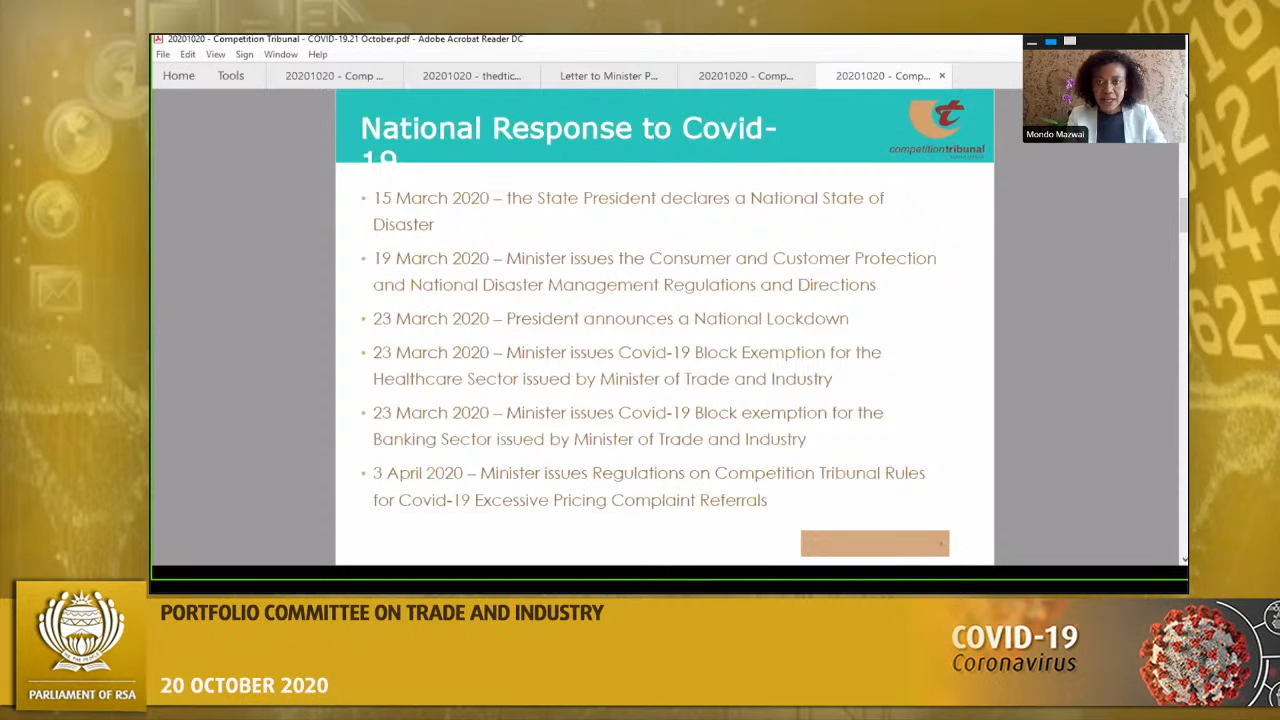 20201020 - Competition Tribunal - COVID-19.21 October.pdf - Adobe Acrobat Reader DC
File Edit View Sign Window Help
Home Tools 20201020 - Comp ... 20201020 - thedtic... Letter to Minister P... 20201020 - Comp... 20201020 - Comp... ×
National Response to Covid-
19
competitiontribunal
Mondo Mazwai
• 15 March 2020 – the State President declares a National State of
Disaster
• 19 March 2020 – Minister issues the Consumer and Customer Protection
and National Disaster Management Regulations and Directions
• 23 March 2020 – President announces a National Lockdown
• 23 March 2020 – Minister issues Covid-19 Block Exemption for the
Healthcare Sector issued by Minister of Trade and Industry
• 23 March 2020 – Minister issues Covid-19 Block exemption for the
Banking Sector issued by Minister of Trade and Industry
• 3 April 2020 – Minister issues Regulations on Competition Tribunal Rules
for Covid-19 Excessive Pricing Complaint Referrals
PORTFOLIO COMMITTEE ON TRADE AND INDUSTRY
20 OCTOBER 2020
PARLIAMENT OF RSA
COVID-19
Coronavirus